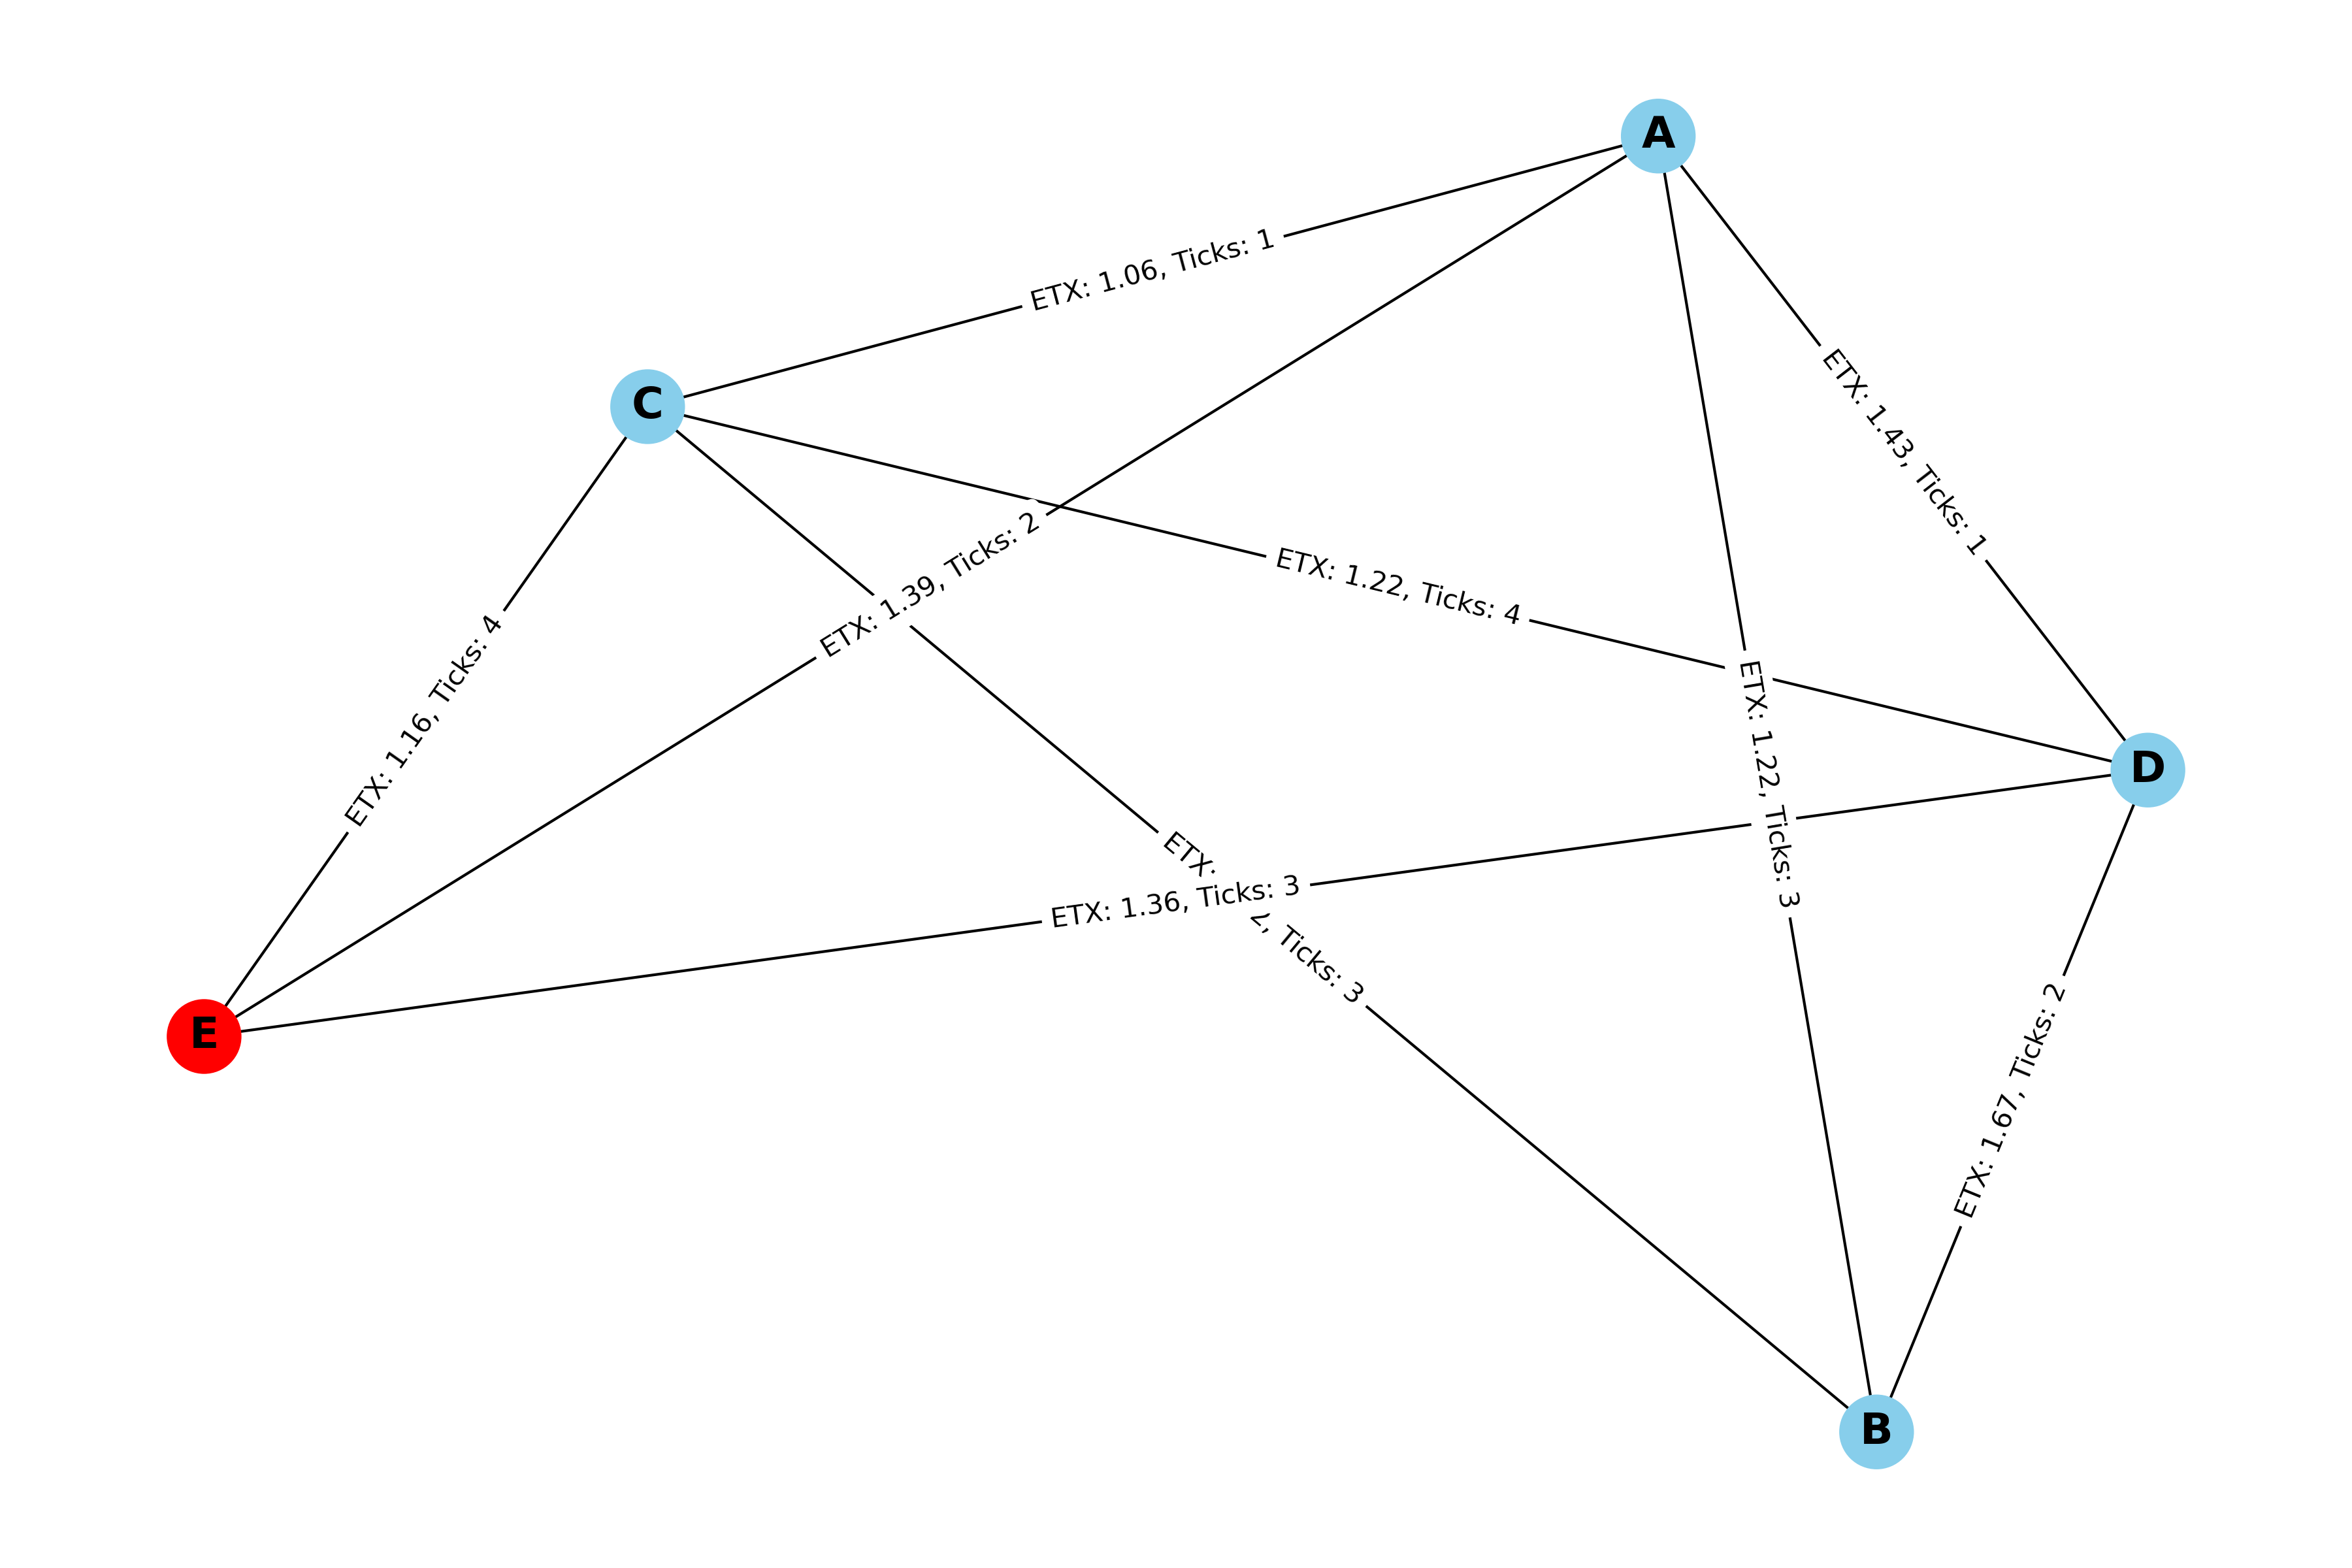 A
ETX: 1.06, Ticks: 1
C
ETX: 1.43, Ticks: 1
ETX: 1.39, Ticks: 2
ETX: 1.22, Ticks: 4
ETX: 1.16, Ticks: 4
ETX: 1.22, Ticks: 3
D
ETX: 1.36, Ticks: 3
ETX: Ticks: 3
E
ETX: 1.67, Ticks: 2
B